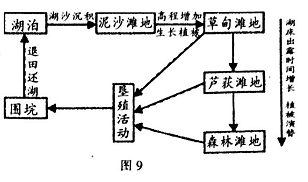 湖泊
湖沙沉积
泥沙滩地
高程增加
生长植被
草甸滩地
退田还湖
芦荻滩地
围垸
垦殖活动
森林滩地
湖床出露时间增长
植被演替
图9